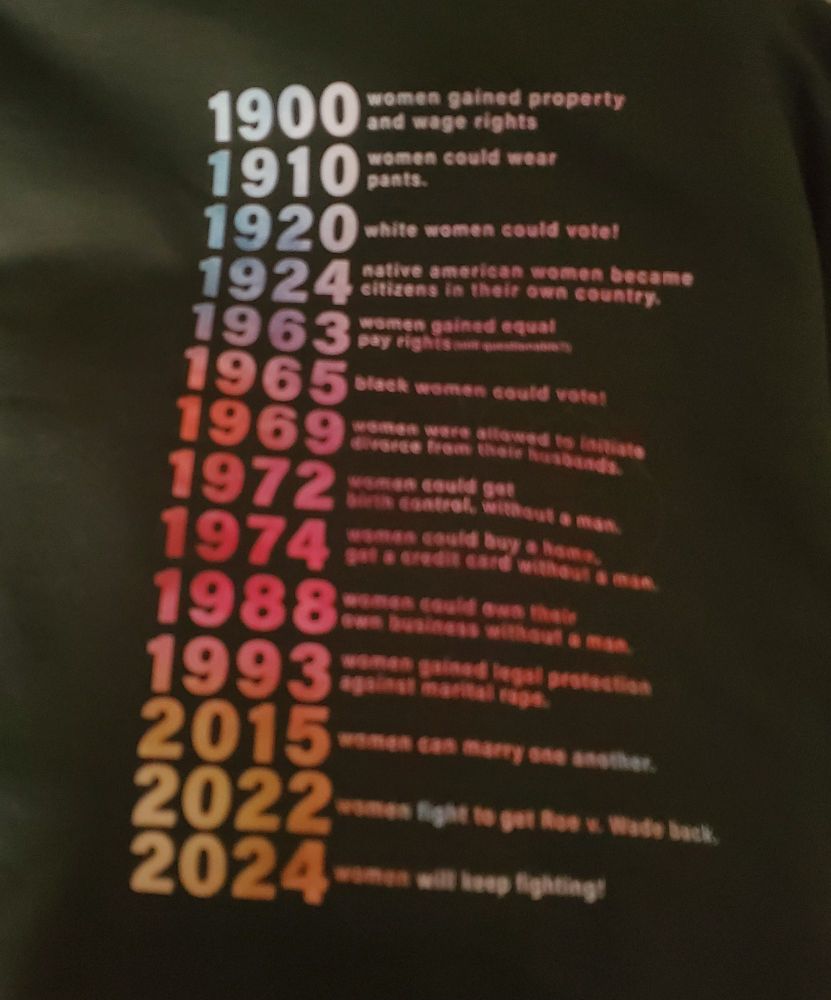 1900 women gained property
and wage rights
1910 women could wear
pants.
1920 white women could vote!
1924 native american women became
citizens in their own country.
1963 women gained equal
pay rights
1965 black women could vote!
1969 women were allowed to initiate
divorce from their husbands.
1972 women could get
birth control, without a man.
1974 women could buy a home,
get a credit card without a man.
1988 women could own their
own business without a man.
1993 women gained legal protection
against marital rape.
2015 women can marry one another.
2022 women fight to get Roe v. Wade back.
2024 women will keep fighting!